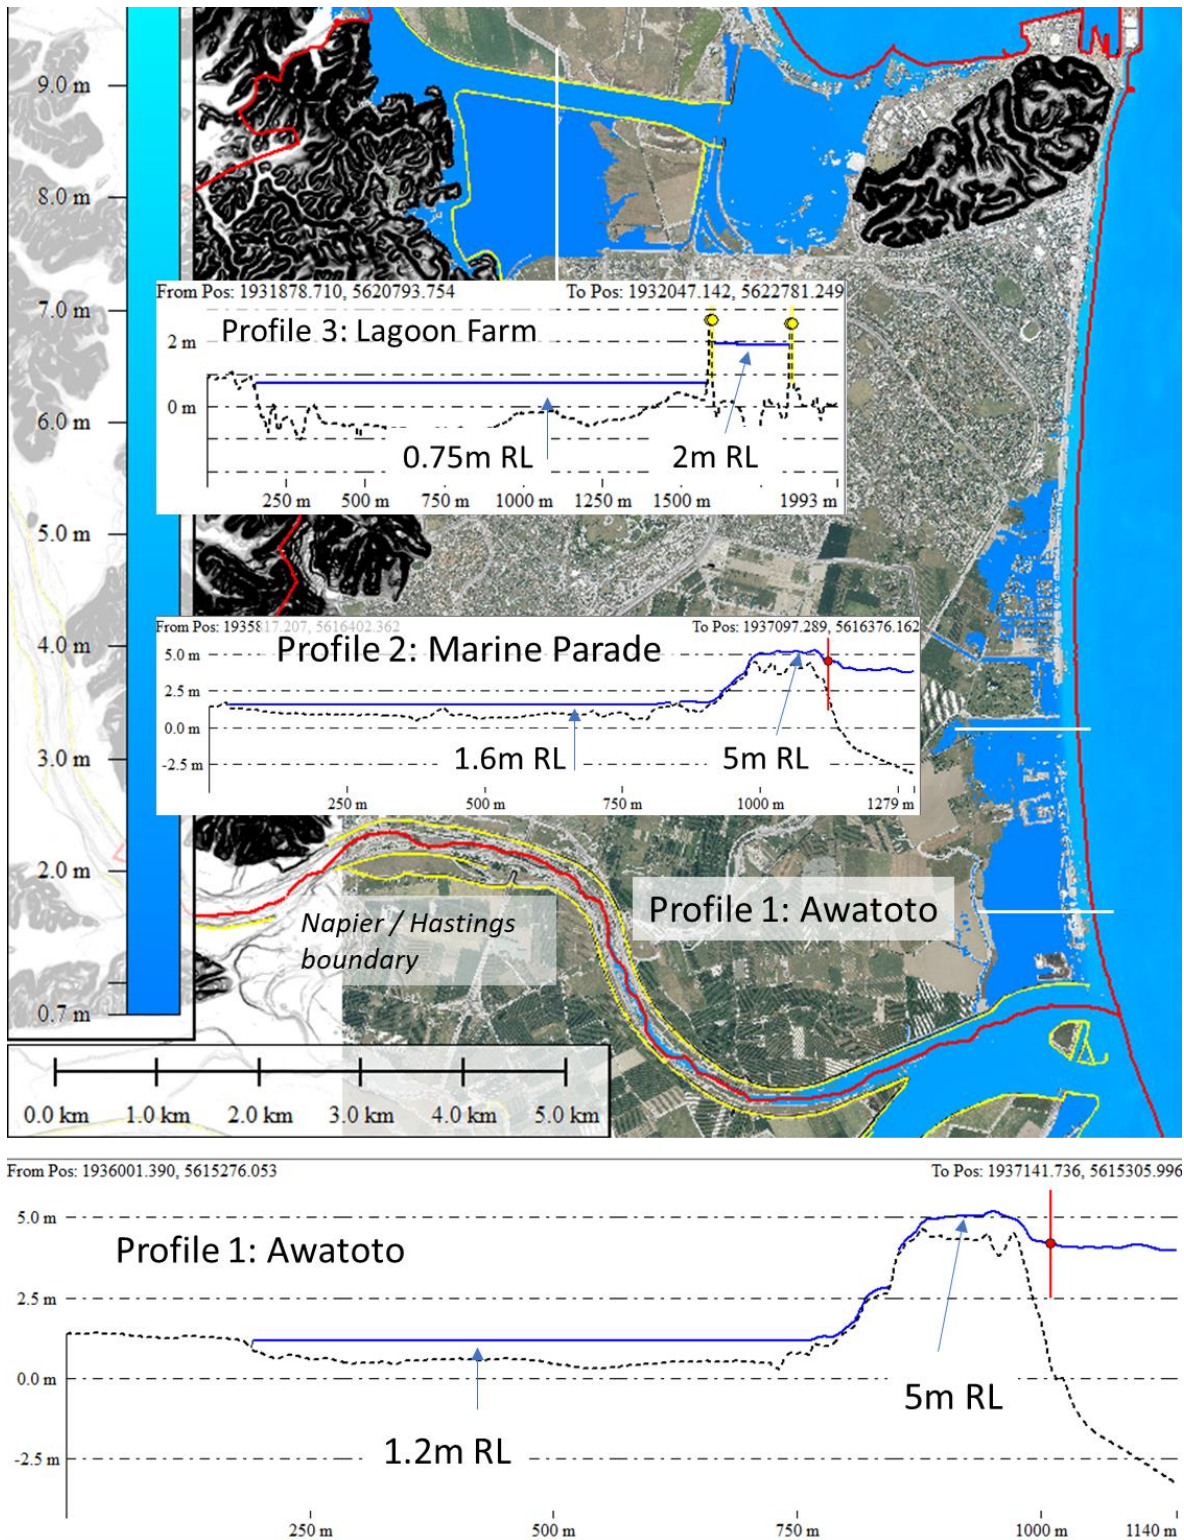 9.0 m
8.0 m
7.0 m
6.0 m
5.0 m
4.0 m
3.0 m
2.0 m
0.7 m
From Pos: 1931878.710, 5620793.754 To Pos: 1932047.142, 5622781.249
Profile 3: Lagoon Farm
2 m
0 m
0.75m RL 2m RL
250 m 500 m 750 m 1000 m 1250 m 1500 m 1993 m
From Pos: 1935817.207, 5616402.362 To Pos: 1937097.289, 5616376.162
Profile 2: Marine Parade
5.0 m
2.5 m
0.0 m
-2.5 m
1.6m RL 5m RL
250 m 500 m 750 m 1000 m 1279 m
Profile 1: Awatoto
Napier / Hastings
boundary
0.0 km 1.0 km 2.0 km 3.0 km 4.0 km 5.0 km
From Pos: 1936001.390, 5615276.053 To Pos: 1937141.736, 5615305.996
Profile 1: Awatoto
5.0 m
2.5 m
0.0 m
-2.5 m
1.2m RL
5m RL
250 m 500 m 750 m 1000 m 1140 m